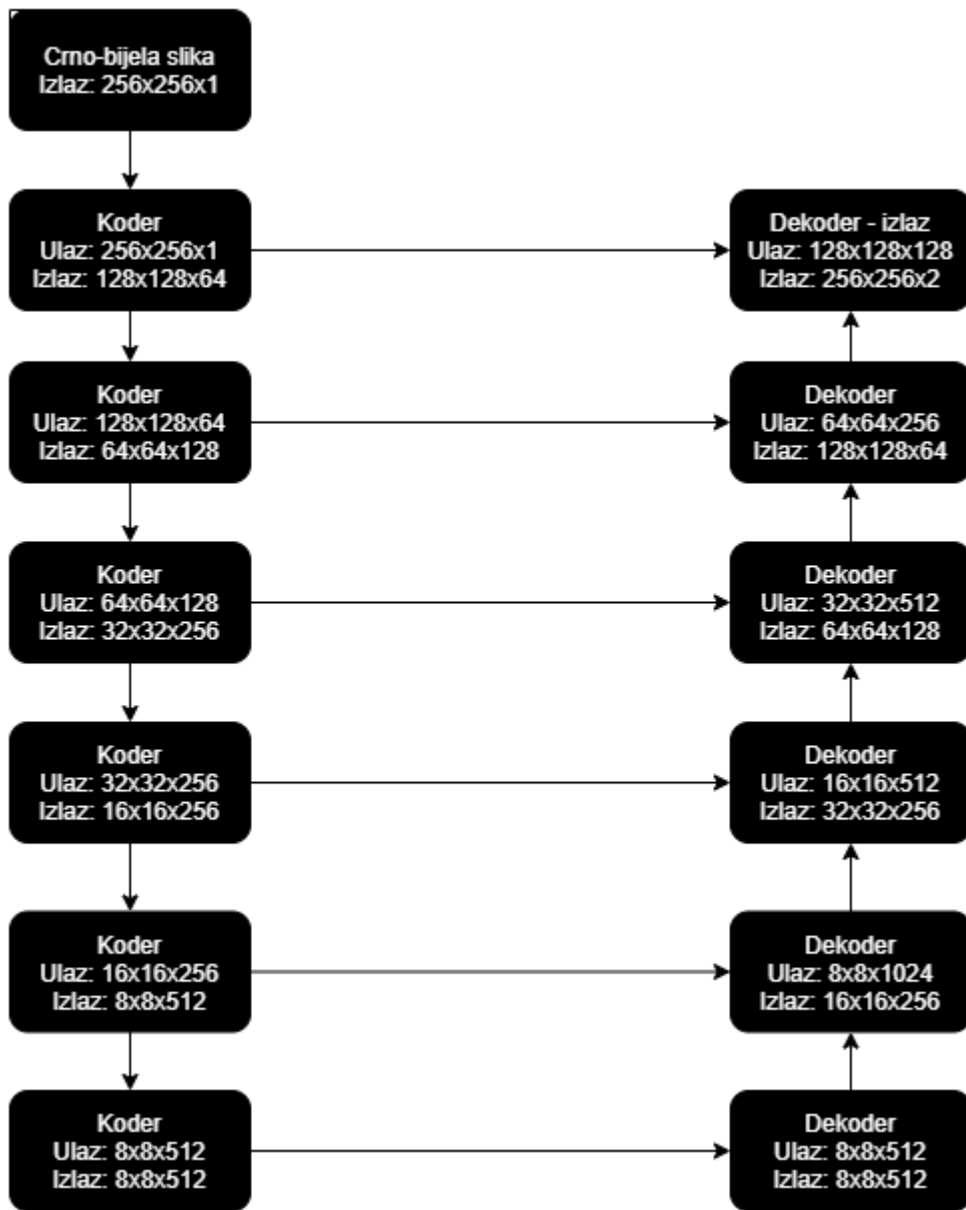 Crno-bijela slika
Izlaz: 256x256x1
Koder
Ulaz: 256x256x1
Izlaz: 128x128x64
Dekoder - izlaz
Ulaz: 128x128x128
Izlaz: 256x256x2
Koder
Ulaz: 128x128x64
Izlaz: 64x64x128
Dekoder
Ulaz: 64x64x256
Izlaz: 128x128x64
Koder
Ulaz: 64x64x128
Izlaz: 32x32x256
Dekoder
Ulaz: 32x32x512
Izlaz: 64x64x128
Koder
Ulaz: 32x32x256
Izlaz: 16x16x256
Dekoder
Ulaz: 16x16x512
Izlaz: 32x32x256
Koder
Ulaz: 16x16x256
Izlaz: 8x8x512
Dekoder
Ulaz: 8x8x1024
Izlaz: 16x16x256
Koder
Ulaz: 8x8x512
Izlaz: 8x8x512
Dekoder
Ulaz: 8x8x512
Izlaz: 8x8x512